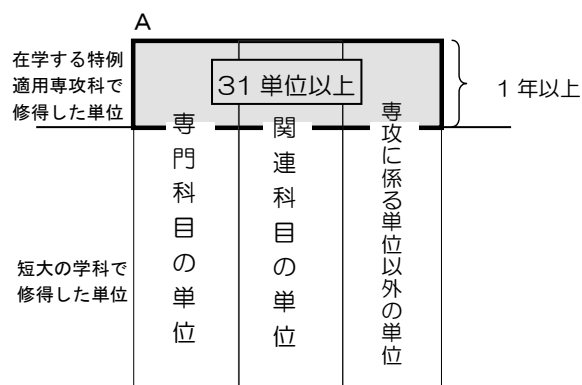 A
在学する特例
適用専攻科で
修得した単位
31 単位以上
1 年以上
専門科目の単位
関連科目の単位
専攻に係る単位以外の単位
短大の学科で
修得した単位